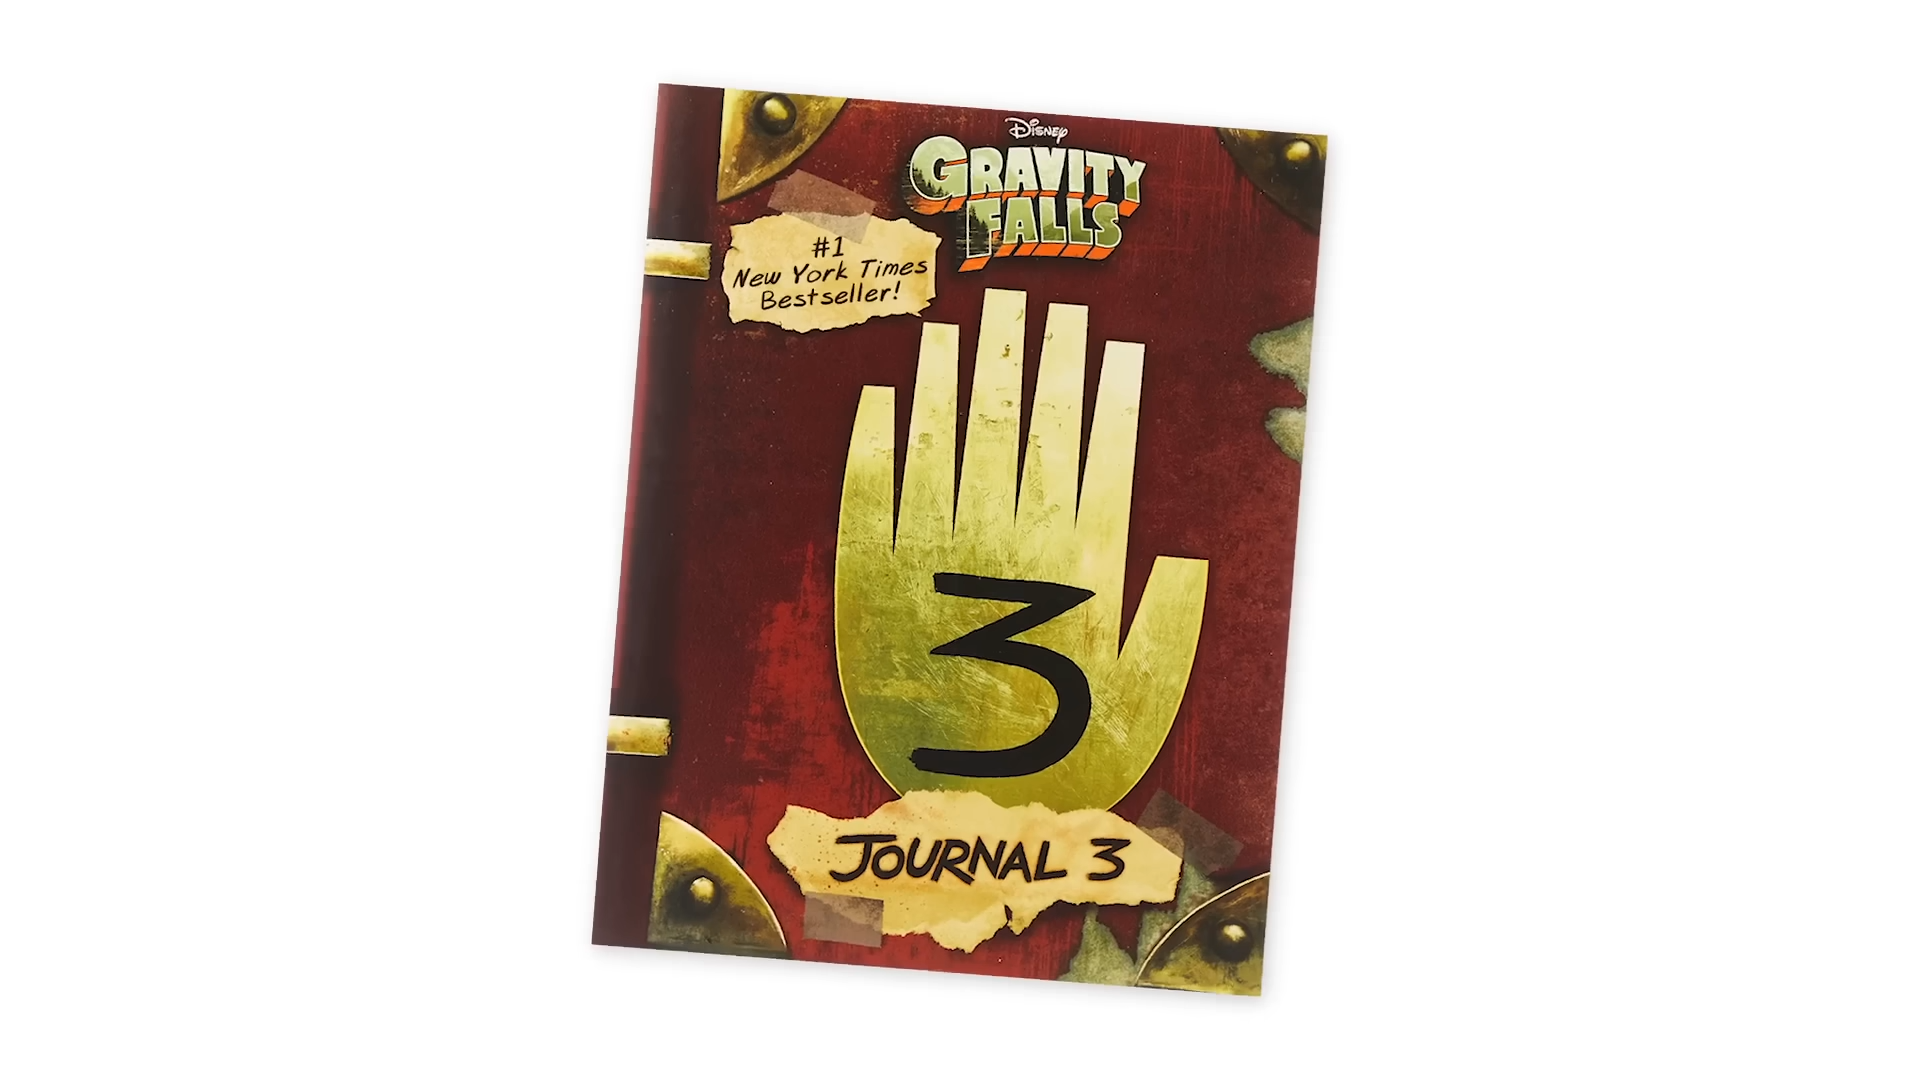 Disney
GRAVITY
FALLS
#1
New York Times
Bestseller!
3
JOURNAL 3